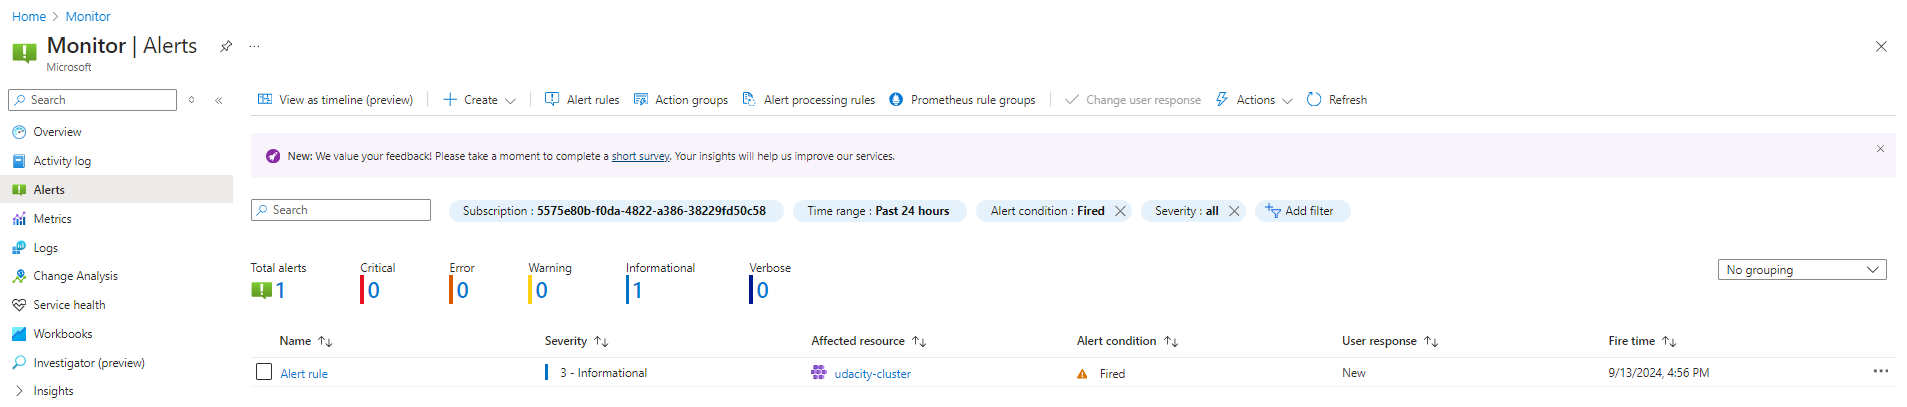 Home > Monitor
Monitor | Alerts
Microsoft
Search
View as timeline (preview) Create Alert rules Action groups Alert processing rules Prometheus rule groups Change user response Actions Refresh
Overview
Activity log
Alerts
Metrics
Logs
Change Analysis
Service health
Workbooks
Investigator (preview)
Insights
New: We value your feedback! Please take a moment to complete a short survey. Your insights will help us improve our services.
Search Subscription : 5575e80b-f0da-4822-a386-38229fd50c58 Time range : Past 24 hours Alert condition : Fired Severity : all Add filter
Total alerts Critical Error Warning Informational Verbose
1 0 0 0 1 0
No grouping
Name Severity Affected resource Alert condition User response Fire time
Alert rule 3 - Informational udacity-cluster Fired New 9/13/2024, 4:56 PM